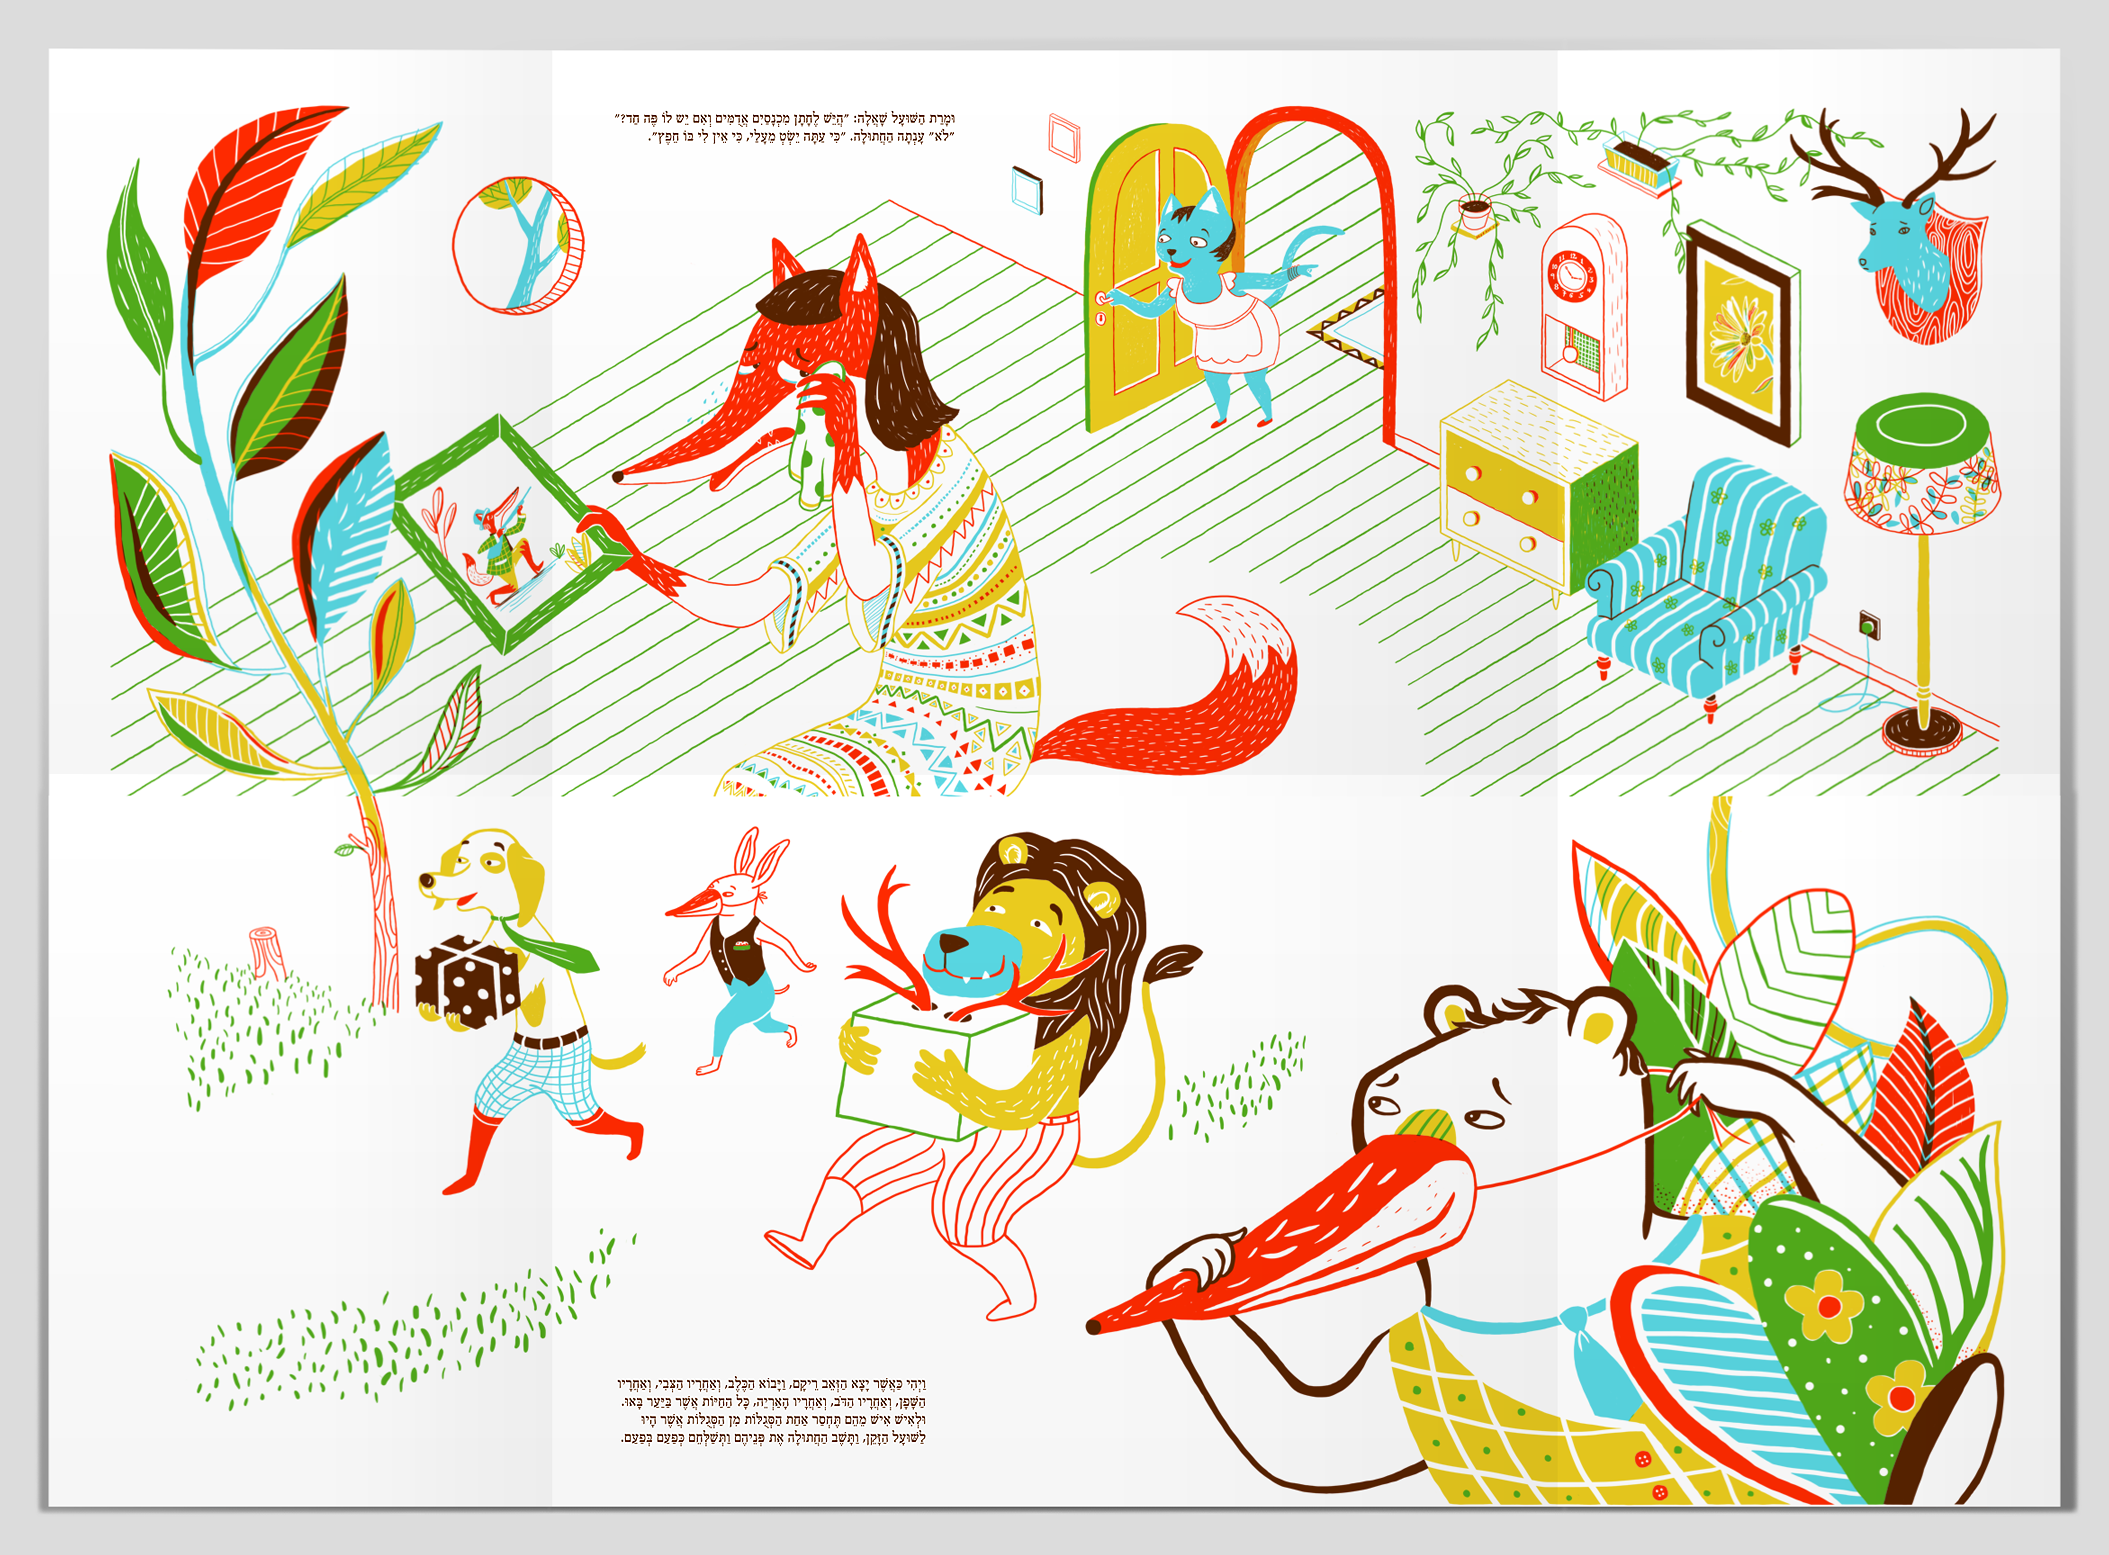 וּמָרַת הַשּׁוּעָל שָׁאֲלָה: ״הֲיֵשׁ לֶחָתָן מִכְנָסַיִם אֲדֻמִּים וְאִם יֵשׁ לוֹ פֶּה חַד?״
״לֹא״ עָנְתָה הַחֲתוּלָה. ״כִּי עַתָּה יֵשְׂטְ מֵעָלַי, כִּי אֵין לִי בּוֹ חֵפֶץ״.
וַיְהִי כַּאֲשֶׁר יָצָא הַזְּאֵב רֵיקָם, וַיָּבוֹא הַכֶּלֶב, וְאַחֲרָיו הַצְּבִי, וְאַחֲרָיו
הַשָּׁפָן, וְאַחֲרָיו הַדֹּב, וְאַחֲרָיו הָאַרְיֵה, כָּל הַחַיּוֹת אֲשֶׁר בַּיַּעַר בָּאוּ.
וּלְאִישׁ אִישׁ מֵהֶם תֶּחְסַר אַחַת הַסְּגֻלּוֹת מִן הַסְּגֻלּוֹת אֲשֶׁר הָיוּ
לַשּׁוּעָל הַזָּקֵן, וַתָּשֶׁב הַחֲתוּלָה אֶת פְּנֵיהֶם וַתְּשַׁלְּחֵם כְּפַעַם בְּפַעַם.